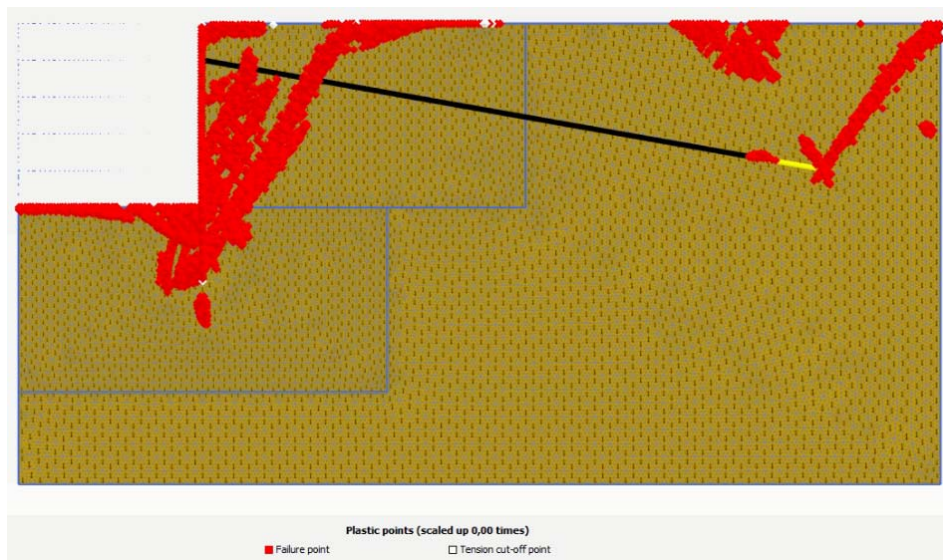 Plastic points (scaled up 0,00 times)
Failure point Tension cut-off point